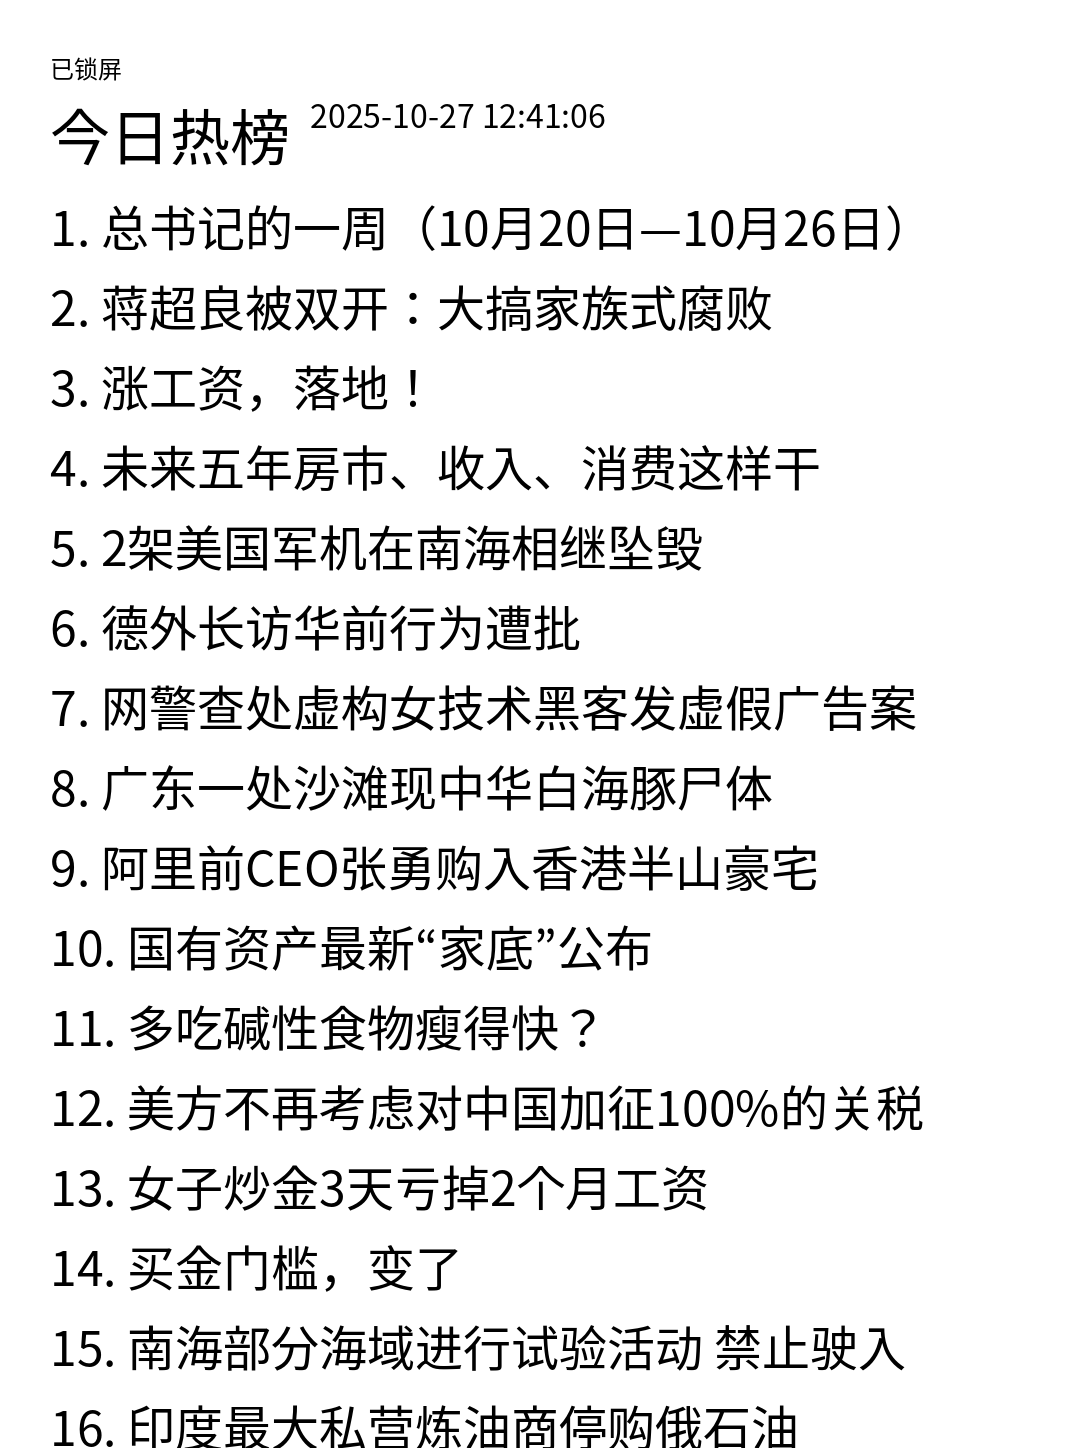 已锁屏
今日热榜 2025-10-27 12:41:06
1. 总书记的一周（10月20日—10月26日）
2. 蒋超良被双开：大搞家族式腐败
3. 涨工资，落地！
4. 未来五年房市、收入、消费这样干
5. 2架美国军机在南海相继坠毁
6. 德外长访华前行为遭批
7. 网警查处虚构女技术黑客发虚假广告案
8. 广东一处沙滩现中华白海豚尸体
9. 阿里前CEO张勇购入香港半山豪宅
10. 国有资产最新“家底”公布
11. 多吃碱性食物瘦得快？
12. 美方不再考虑对中国加征100%的关税
13. 女子炒金3天亏掉2个月工资
14. 买金门槛，变了
15. 南海部分海域进行试验活动 禁止驶入
16. 印度最大私营炼油商停购俄石油